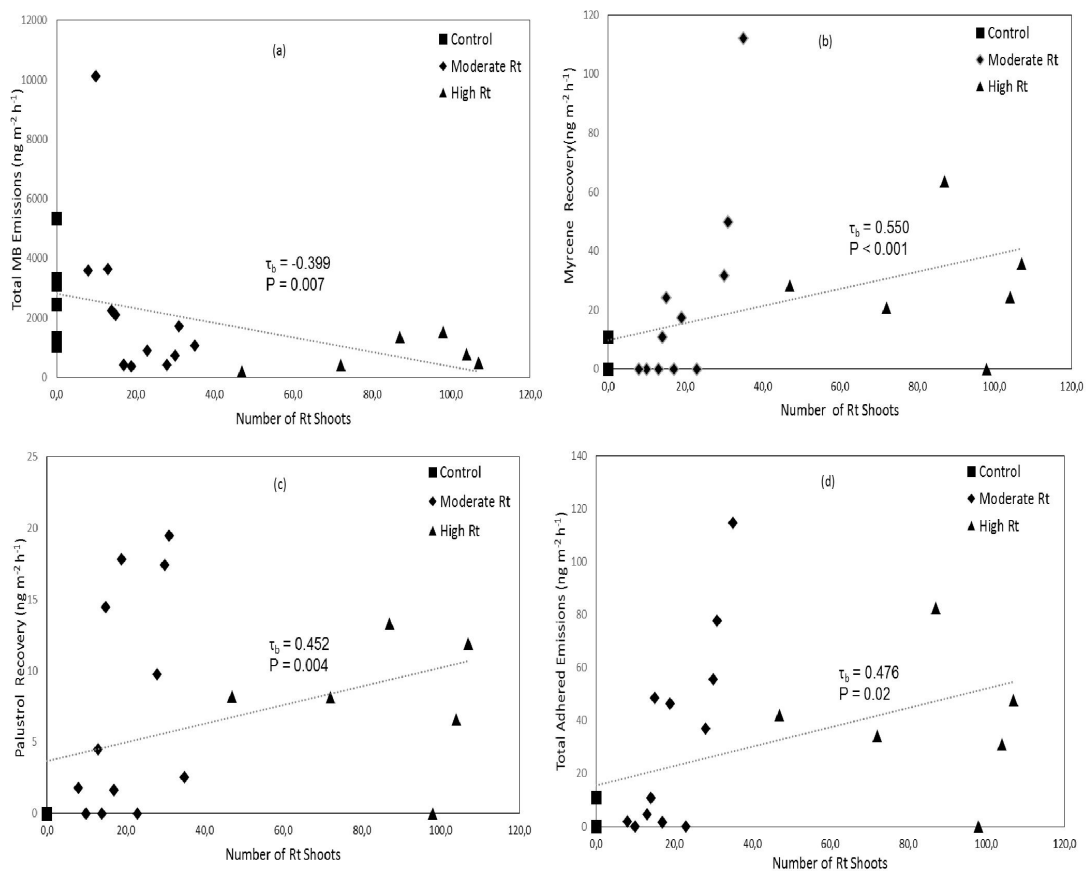 (a)
Control
Moderate Rt
High Rt
12000
10000
8000
6000
4000
2000
0
Total MB Emissions (ng m⁻² h⁻¹)
τb = -0.399
P = 0.007
0,0 20,0 40,0 60,0 80,0 100,0 120,0
Number of Rt Shoots
(b)
Control
Moderate Rt
High Rt
120
100
80
60
40
20
0
Myrcene Recovery(ng m⁻² h⁻¹)
τb = 0.550
P < 0.001
0,0 20,0 40,0 60,0 80,0 100,0 120,0
Number of Rt Shoots
(c)
Control
Moderate Rt
High Rt
25
20
15
10
5
0
Palustrol Recovery (ng m⁻² h⁻¹)
τb = 0.452
P = 0.004
0,0 20,0 40,0 60,0 80,0 100,0 120,0
Number of Rt Shoots
(d)
Control
Moderate Rt
High Rt
140
120
100
80
60
40
20
0
Total Adhered Emissions (ng m⁻² h⁻¹)
τb = 0.476
P = 0.02
0,0 20,0 40,0 60,0 80,0 100,0 120,0
Number of Rt Shoots